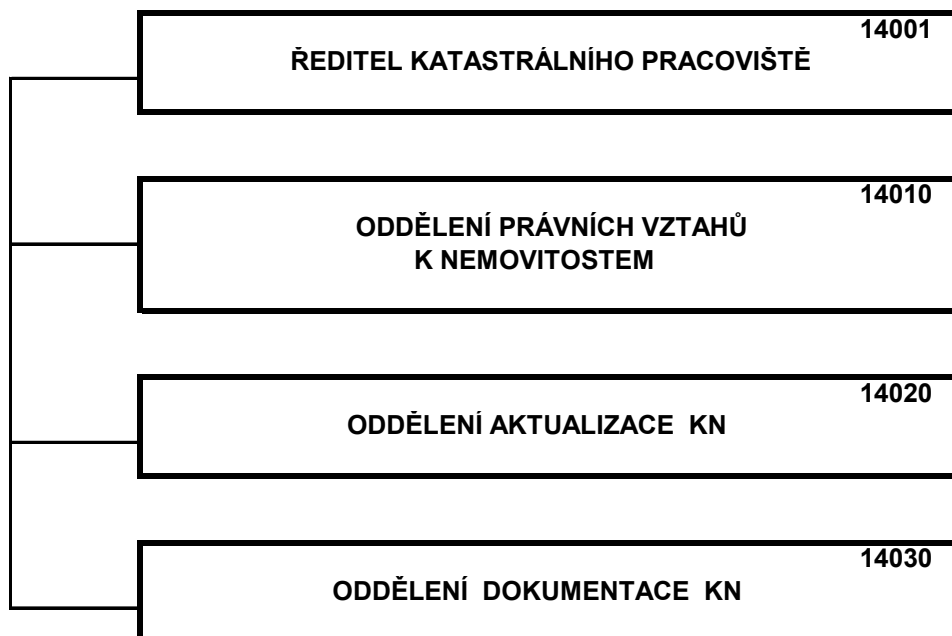 14001
ŘEDITEL KATASTRÁLNÍHO PRACOVIŠTĚ
14010
ODDĚLENÍ PRÁVNÍCH VZTAHŮ
K NEMOVITOSTEM
14020
ODDĚLENÍ AKTUALIZACE KN
14030
ODDĚLENÍ DOKUMENTACE KN